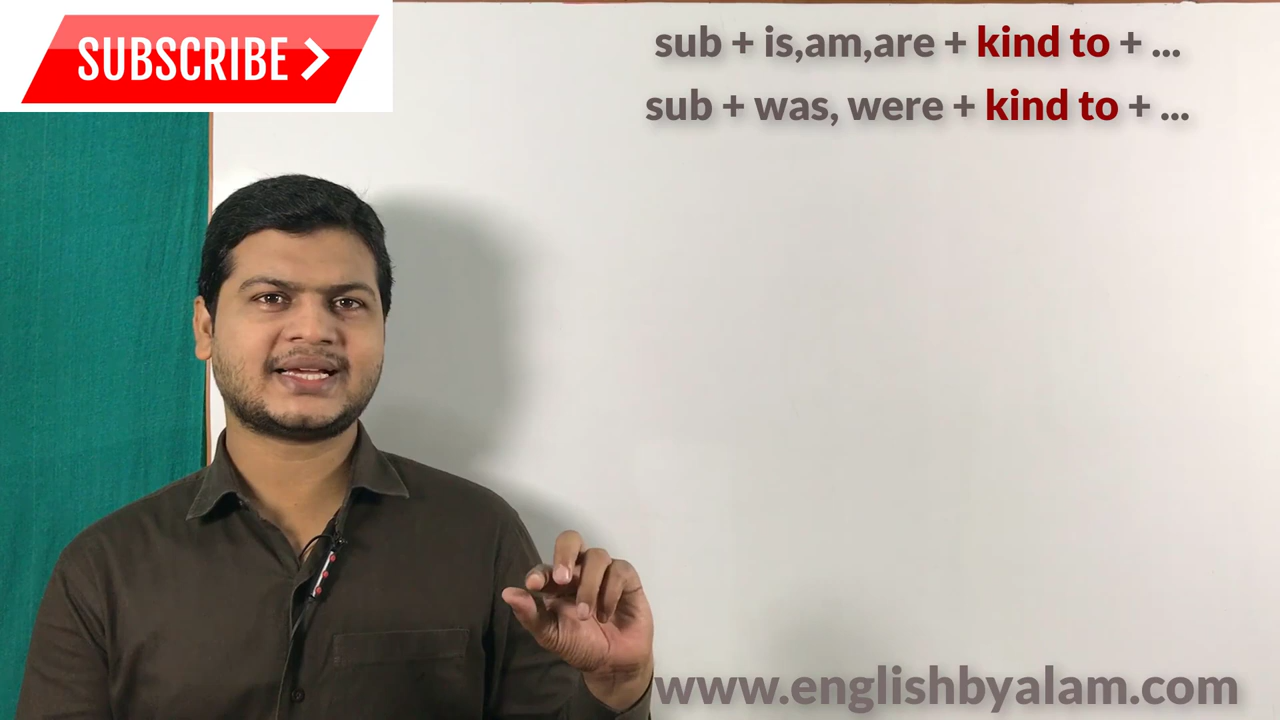 SUBSCRIBE
sub + is,am,are + kind to + ...
sub + was, were + kind to + ...
www.englishbyalam.com